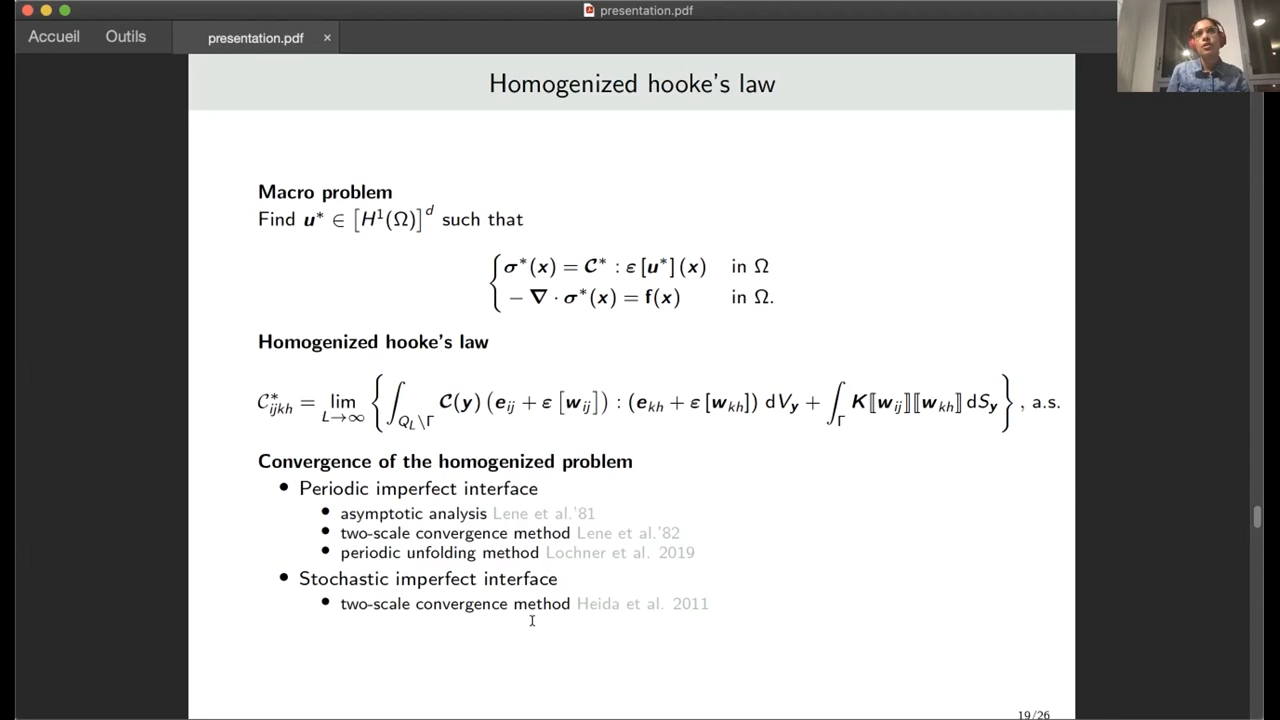 presentation.pdf
Accueil Outils presentation.pdf ×
Homogenized hooke's law
Macro problem
Find u* ∈ [H¹(Ω)]ᵈ such that
σ*(x) = C* : ε[u*](x) in Ω
− ∇ · σ*(x) = f(x) in Ω.
Homogenized hooke's law
C*ᵢⱼₖₕ = lim L→∞ { ∫_{Q_L∖Γ} C(y) (e_ij + ε [w_ij]) : (e_kh + ε [w_kh]) dV_y + ∫_Γ K⟦w_ij⟧⟦w_kh⟧ dS_y } , a.s.
Convergence of the homogenized problem
• Periodic imperfect interface
• asymptotic analysis Lene et al.'81
• two-scale convergence method Lene et al.'82
• periodic unfolding method Lochner et al. 2019
• Stochastic imperfect interface
• two-scale convergence method Heida et al. 2011
19/26